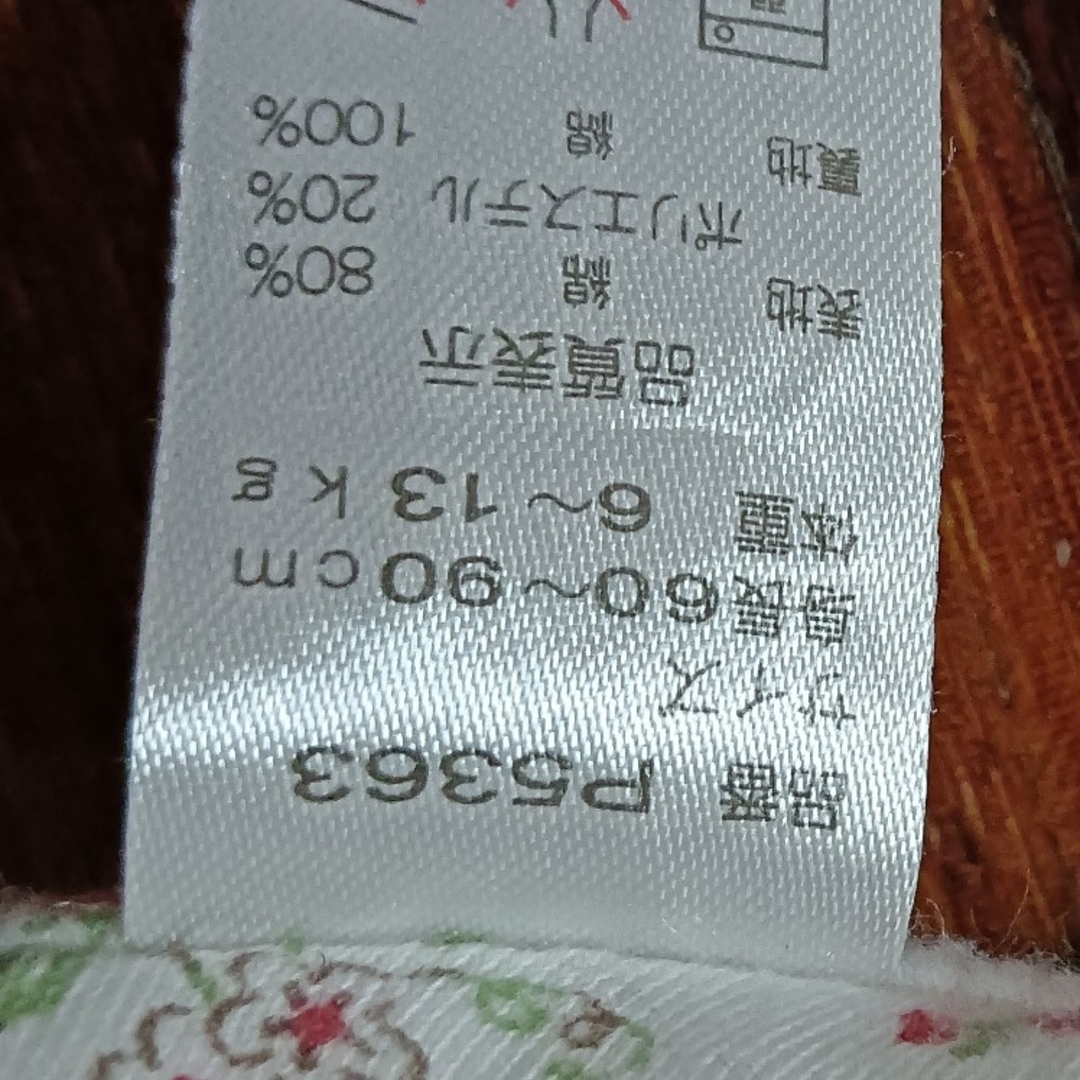 品番 P5363
サイズ
身長60~90cm
体重 6~13kg
品質表示
表地 綿 80%
ポリエステル 20%
裏地 綿 100%